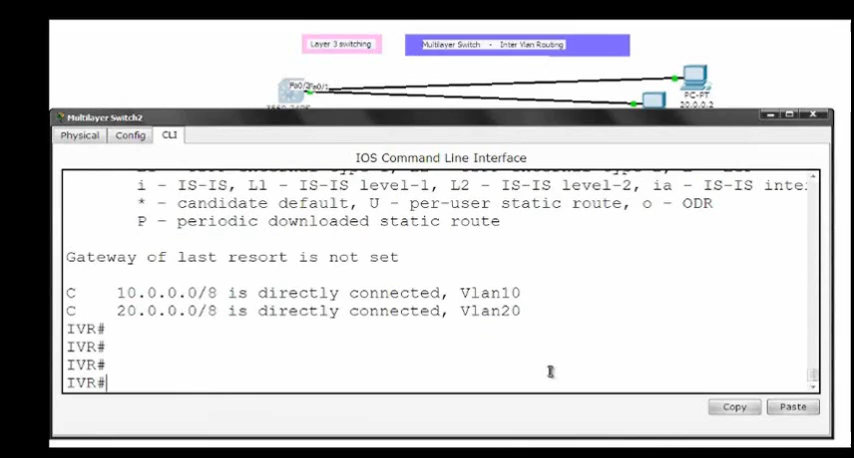 Layer 3 switching
Multilayer Switch - Inter Vlan Routing
Fa0/2 Fa0/1
PC-PT
20.0.0.2
Multilayer Switch2
Physical Config CLI
IOS Command Line Interface
i - IS-IS, L1 - IS-IS level-1, L2 - IS-IS level-2, ia - IS-IS inte
* - candidate default, U - per-user static route, o - ODR
P - periodic downloaded static route
Gateway of last resort is not set
C 10.0.0.0/8 is directly connected, Vlan10
C 20.0.0.0/8 is directly connected, Vlan20
IVR#
IVR#
IVR#
IVR#
Copy Paste